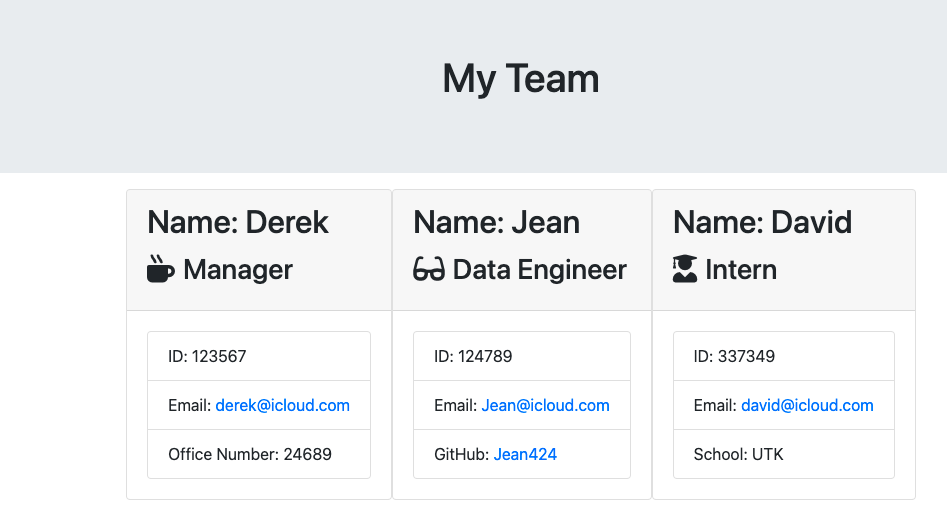 My Team
Name: Derek
Manager
ID: 123567
Email: derek@icloud.com
Office Number: 24689
Name: Jean
Data Engineer
ID: 124789
Email: Jean@icloud.com
GitHub: Jean424
Name: David
Intern
ID: 337349
Email: david@icloud.com
School: UTK